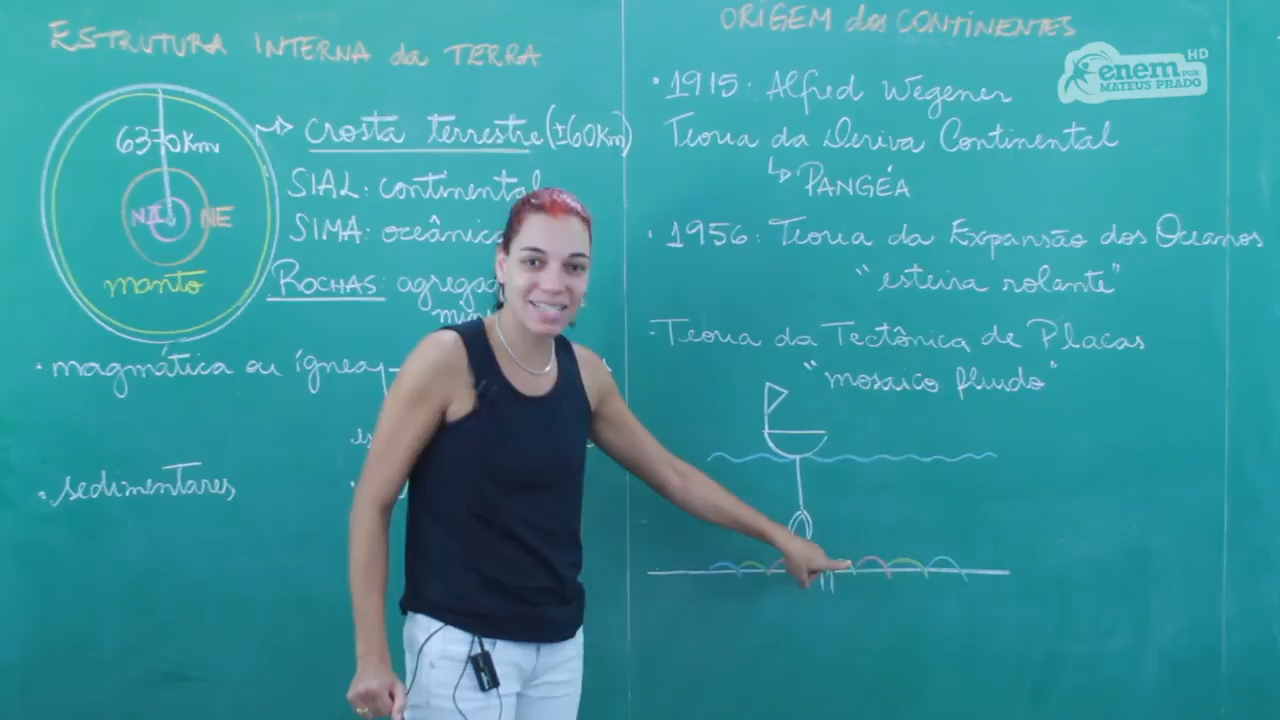 ESTRUTURA INTERNA da TERRA
6370Km
NI
NE
manto
crosta terrestre (±60Km)
SIAL: continental
SIMA: oceânica
ROCHAS:
magmática ou ígnea
• sedimentares
ORIGEM dos CONTINENTES
• 1915: Alfred Wegener
Teoria da Deriva Continental
↳ PANGÉA
• 1956: Teoria da Expansão dos Oceanos
"esteira rolante"
- Teoria da Tectônica de Placas
"mosaico fluido"
enem HD
POR
MATEUS PRADO